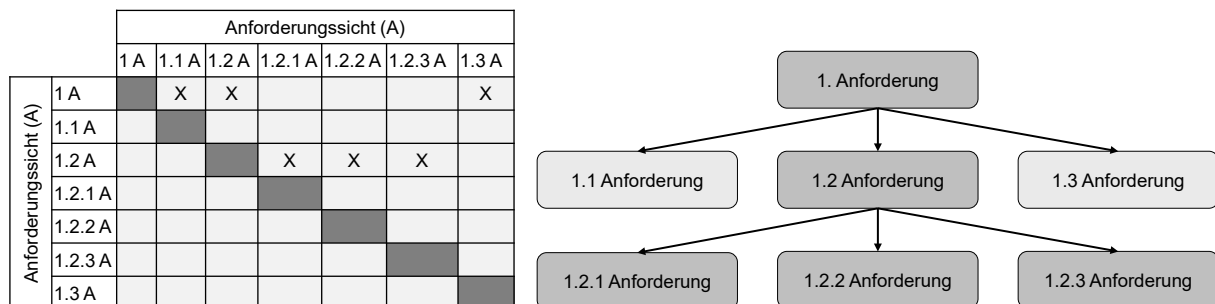 Anforderungssicht (A)
1 A 1.1 A 1.2 A 1.2.1 A 1.2.2 A 1.2.3 A 1.3 A
Anforderungssicht (A)
1 A X X X
1.1 A
1.2 A X X X
1.2.1 A
1.2.2 A
1.2.3 A
1.3 A
1. Anforderung
1.1 Anforderung 1.2 Anforderung 1.3 Anforderung
1.2.1 Anforderung 1.2.2 Anforderung 1.2.3 Anforderung